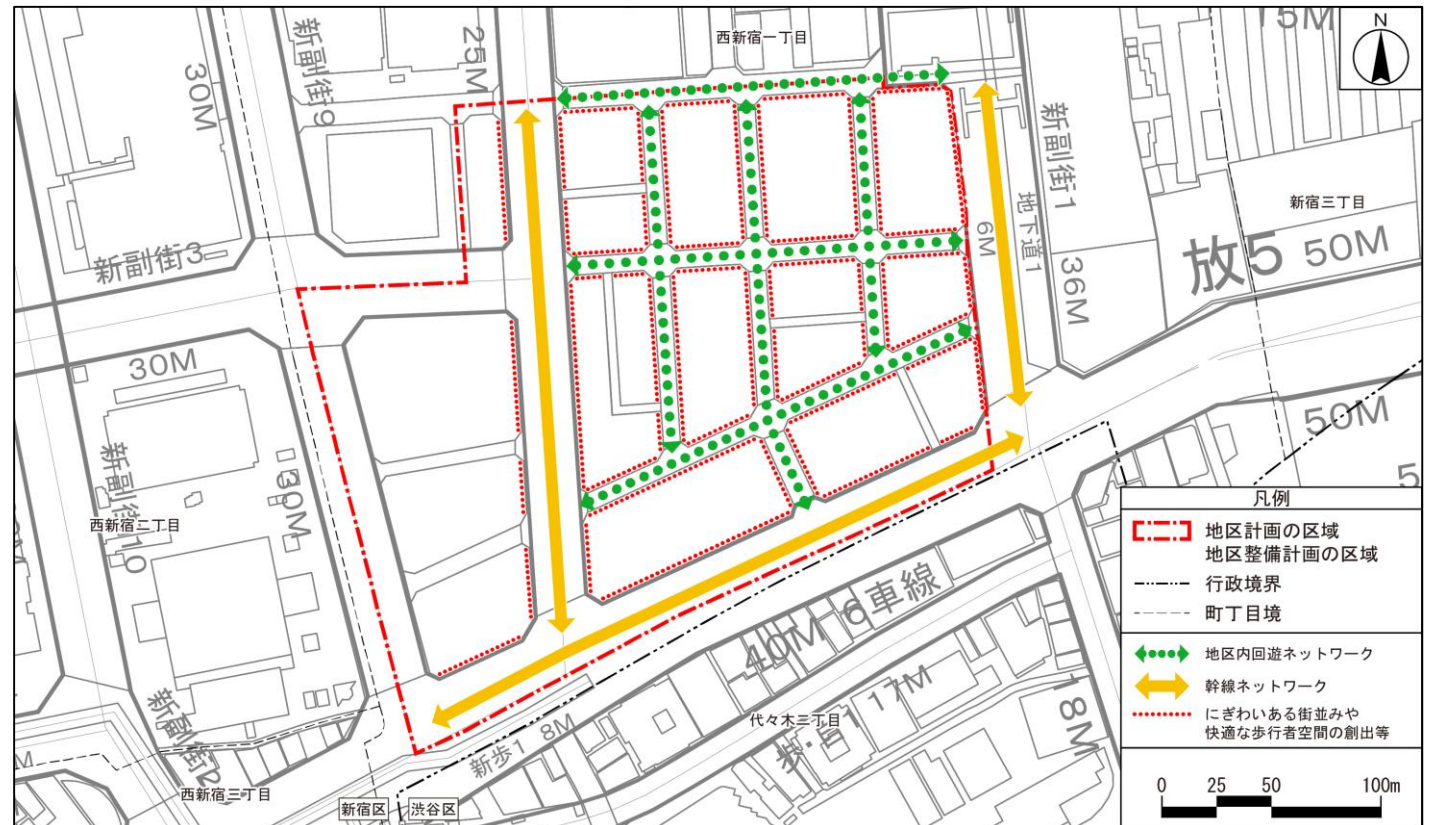 15M
N
西新宿一丁目
新副街9
25M
30M
新副街1
新宿三丁目
地下道1
6M
放5 50M
新副街3
36M
30M
50M
新副街10
30M
西新宿二丁目
5
凡例
地区計画の区域
地区整備計画の区域
行政境界
町丁目境
地区内回遊ネットワーク
幹線ネットワーク
にぎわいある街並みや
快適な歩行者空間の創出等
40M 6車線
17M
18M
代々木二丁目
新歩1 8M
新副街2
M
西新宿三丁目
新宿区
渋谷区
0 25 50 100m